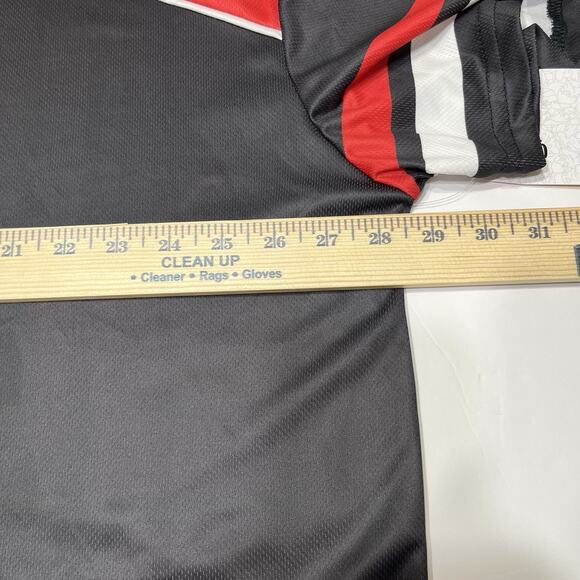 21 22 23 24 25 26 27 28 29 30 31
CLEAN UP
• Cleaner • Rags • Gloves